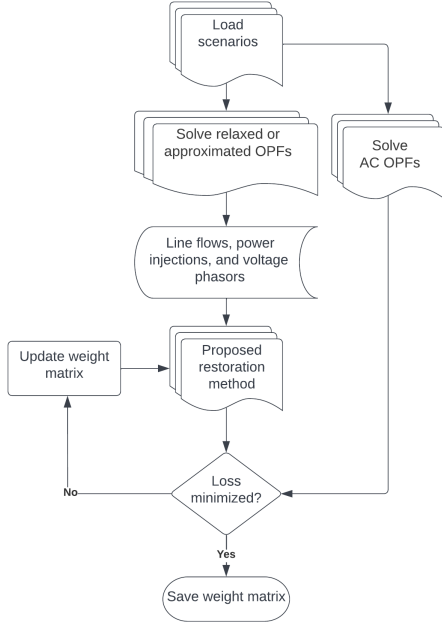 Load
scenarios
Solve relaxed or
approximated OPFs
Solve
AC OPFs
Line flows, power
injections, and voltage
phasors
Update weight
matrix
Proposed
restoration
method
Loss
minimized?
No
Yes
Save weight matrix